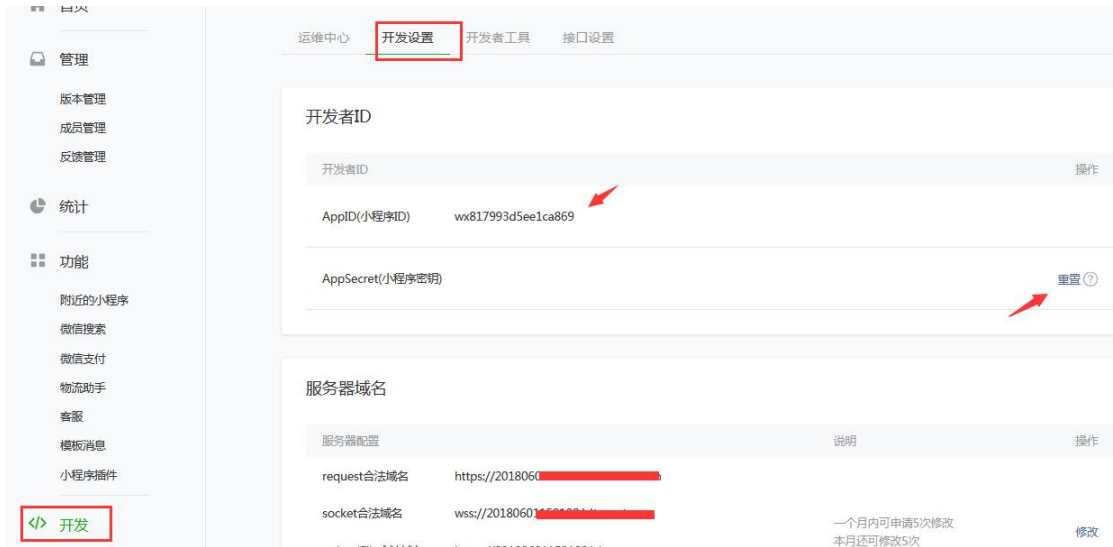 首页
管理
版本管理
成员管理
反馈管理
统计
功能
附近的小程序
微信搜索
微信支付
物流助手
客服
模板消息
小程序插件
</> 开发
运维中心 开发设置 开发者工具 接口设置
开发者ID
开发者ID 操作
AppID(小程序ID) wx817993d5ee1ca869
AppSecret(小程序密钥) 重置 ?
服务器域名
服务器配置 说明 操作
request合法域名 https://201806
socket合法域名 wss://20180601
一个月内可申请5次修改
本月还可修改5次
修改